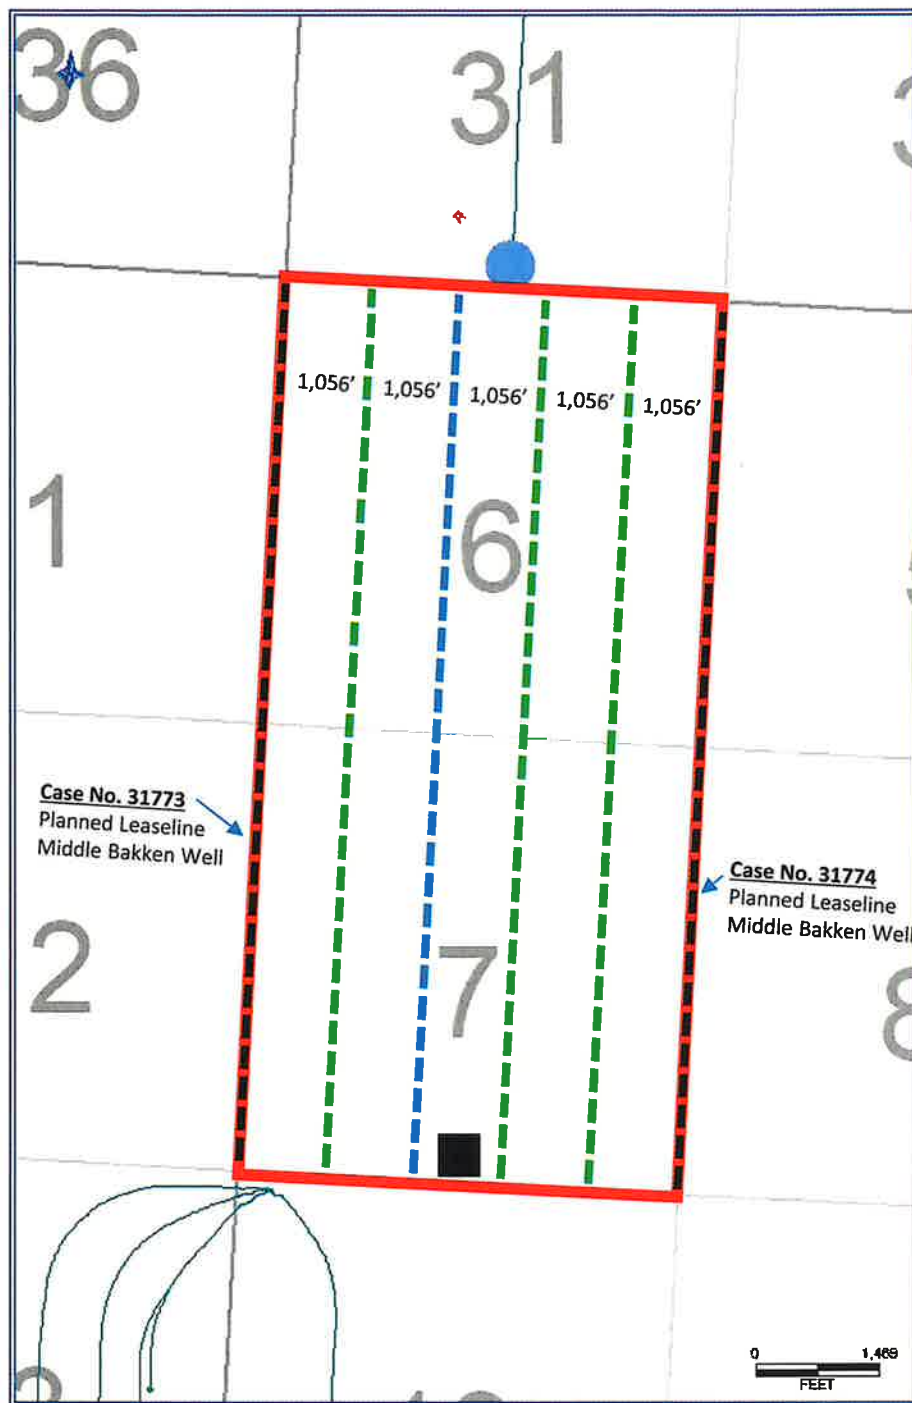 36
31
1,056’ 1,056’ 1,056’ 1,056’ 1,056’
1
6
Case No. 31773
Planned Leaseline
Middle Bakken Well
Case No. 31774
Planned Leaseline
Middle Bakken Well
2
7
8
0 1,469
FEET